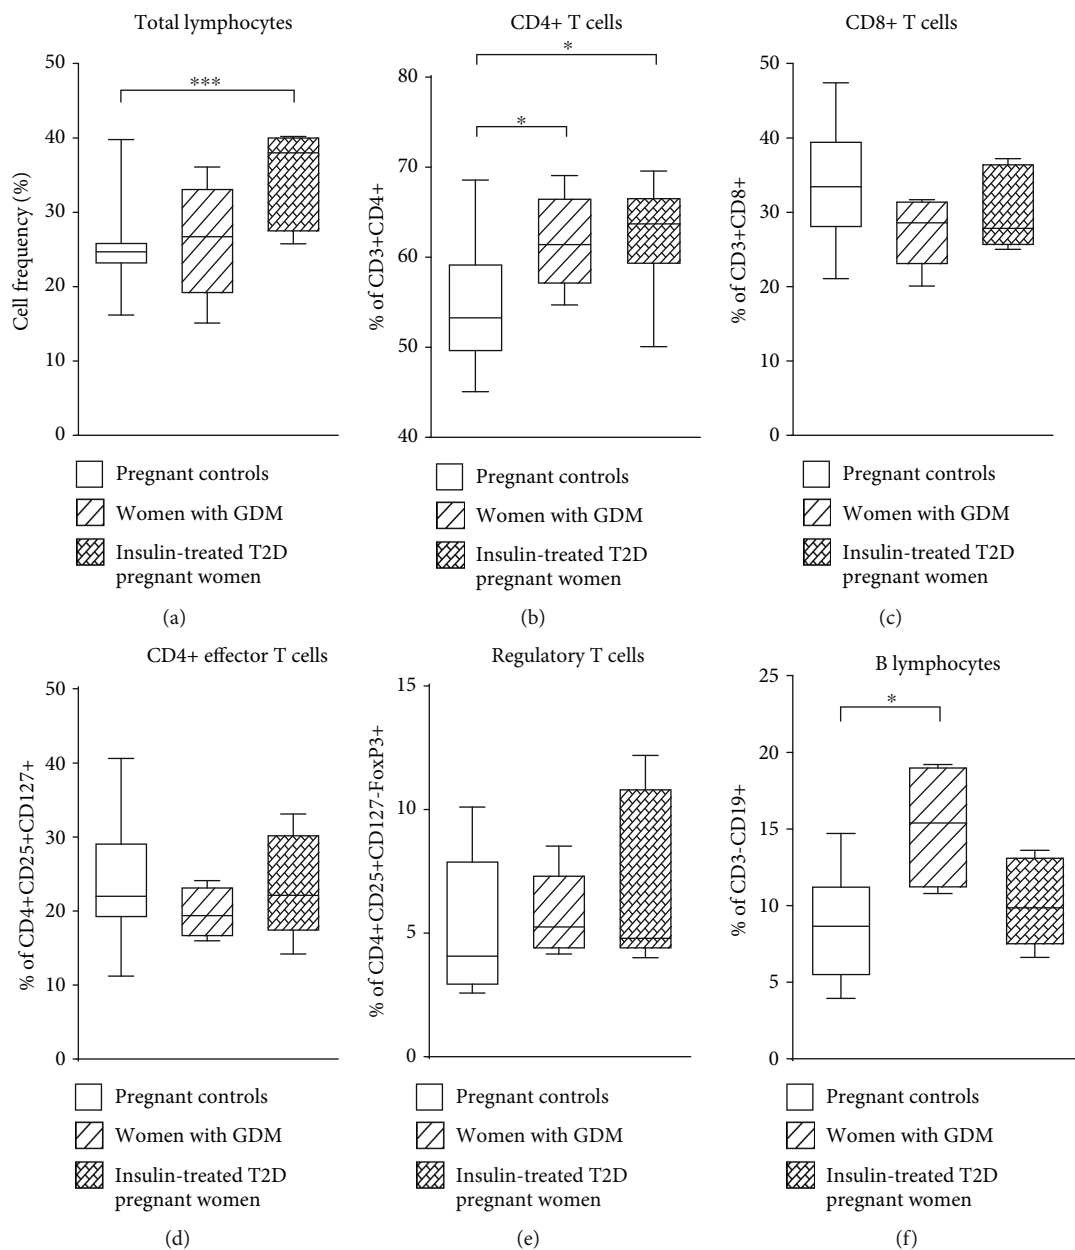 Total lymphocytes
50
40
30
20
10
0
Cell frequency (%)
***
Pregnant controls
Women with GDM
Insulin-treated T2D
pregnant women
(a)
CD4+ T cells
80
70
60
50
40
% of CD3+CD4+
*
*
Pregnant controls
Women with GDM
Insulin-treated T2D
pregnant women
(b)
CD8+ T cells
50
40
30
20
10
0
% of CD3+CD8+
Pregnant controls
Women with GDM
Insulin-treated T2D
pregnant women
(c)
CD4+ effector T cells
50
40
30
20
10
0
% of CD4+CD25+CD127+
Pregnant controls
Women with GDM
Insulin-treated T2D
pregnant women
(d)
Regulatory T cells
15
10
5
0
% of CD4+CD25+CD127-FoxP3+
Pregnant controls
Women with GDM
Insulin-treated T2D
pregnant women
(e)
B lymphocytes
25
20
15
10
5
0
% of CD3-CD19+
*
Pregnant controls
Women with GDM
Insulin-treated T2D
pregnant women
(f)